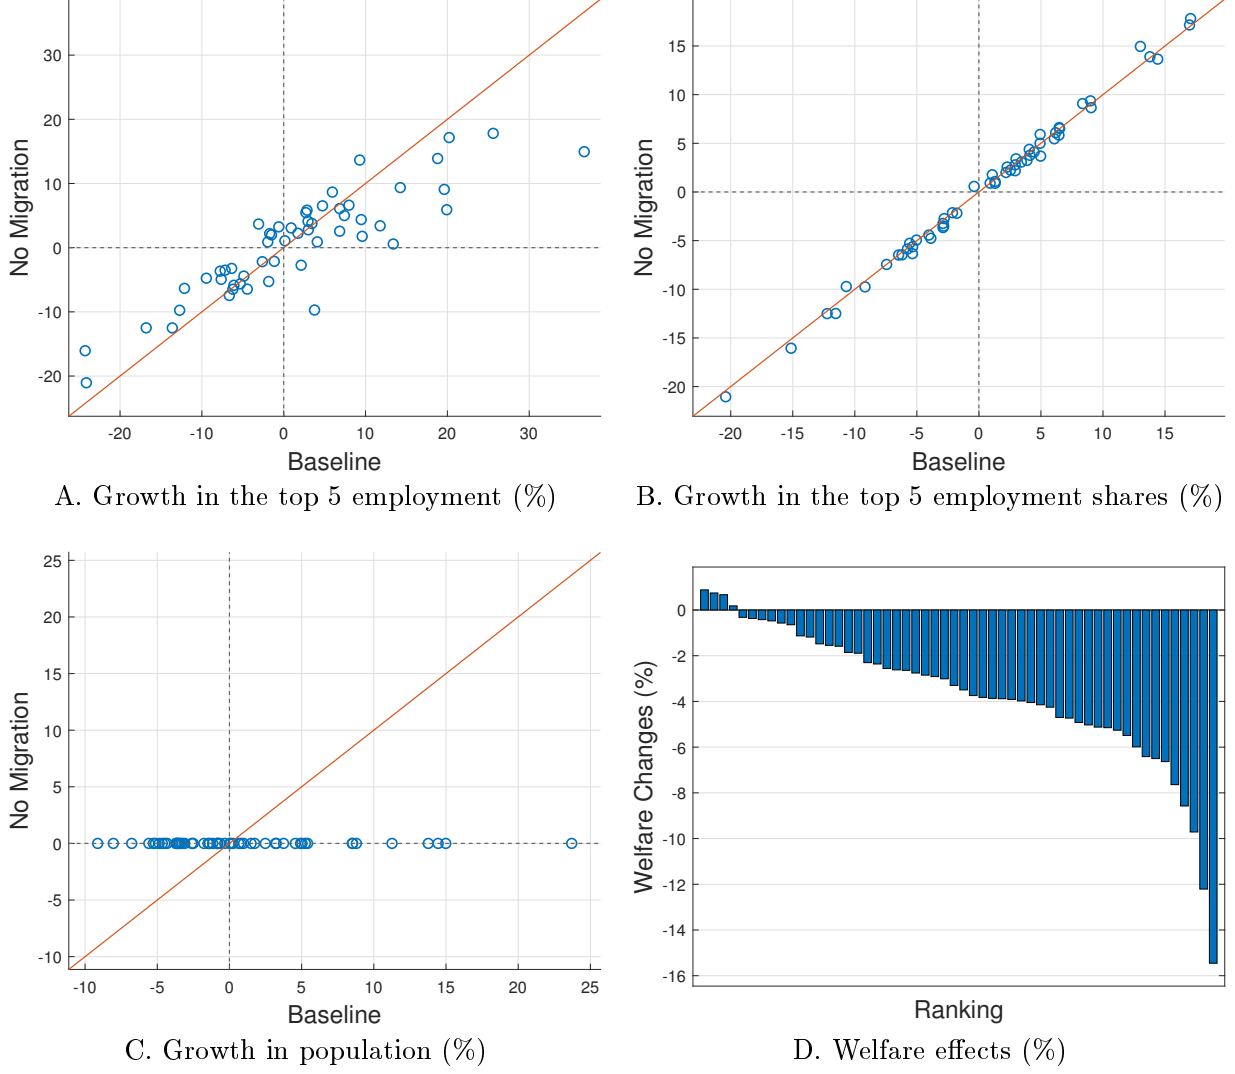 30
20
10
0
-10
-20
No Migration
-20 -10 0 10 20 30
Baseline
A. Growth in the top 5 employment (%)
15
10
5
0
-5
-10
-15
-20
No Migration
-20 -15 -10 -5 0 5 10 15
Baseline
B. Growth in the top 5 employment shares (%)
25
20
15
10
5
0
-5
-10
No Migration
-10 -5 0 5 10 15 20 25
Baseline
C. Growth in population (%)
0
-2
-4
-6
-8
-10
-12
-14
-16
Welfare Changes (%)
Ranking
D. Welfare effects (%)